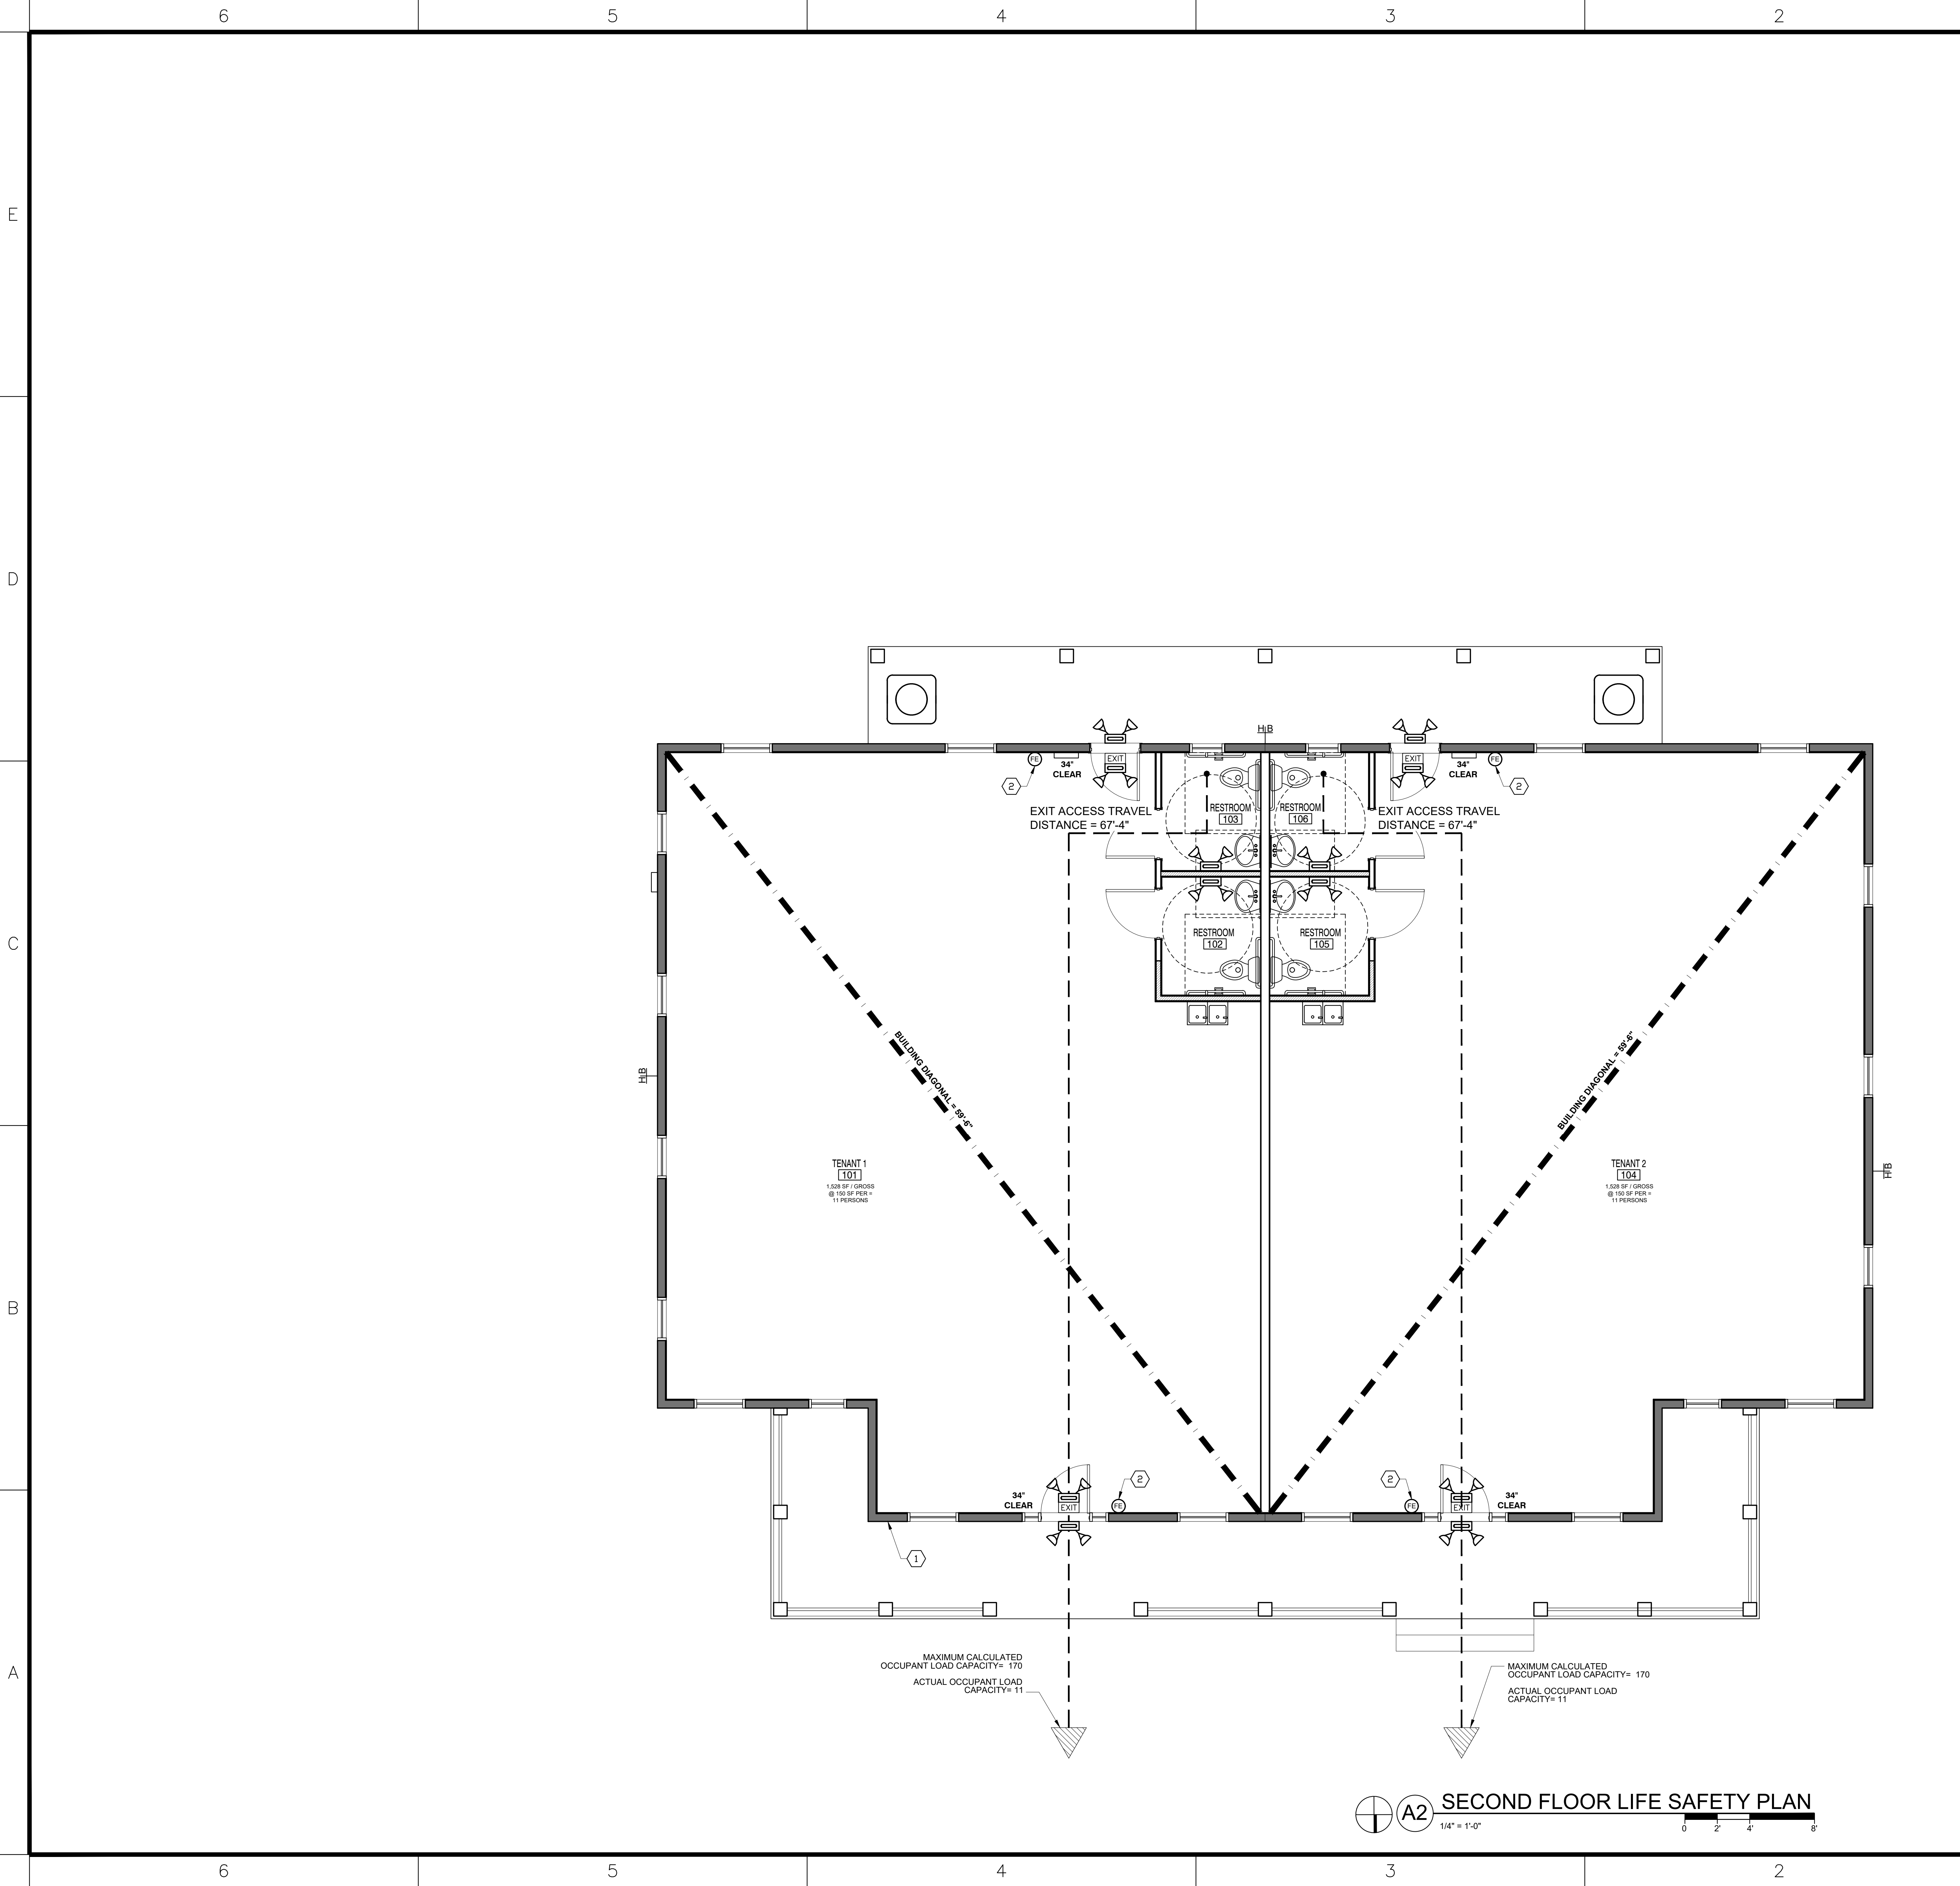 6 5 4 3 2
E
D
C
B
A
HB
FE
2
34"
CLEAR
EXIT
EXIT
34"
CLEAR
FE
2
EXIT ACCESS TRAVEL
DISTANCE = 67'-4"
RESTROOM
103
RESTROOM
106
EXIT ACCESS TRAVEL
DISTANCE = 67'-4"
RESTROOM
102
RESTROOM
105
HB
BUILDING DIAGONAL = 59'-6"
BUILDING DIAGONAL = 59'-6"
TENANT 1
101
1,528 SF / GROSS
@ 150 SF PER =
11 PERSONS
TENANT 2
104
1,528 SF / GROSS
@ 150 SF PER =
11 PERSONS
HB
34"
CLEAR
EXIT
FE
2
2
FE
EXIT
34"
CLEAR
1
MAXIMUM CALCULATED
OCCUPANT LOAD CAPACITY= 170
ACTUAL OCCUPANT LOAD
CAPACITY= 11
MAXIMUM CALCULATED
OCCUPANT LOAD CAPACITY= 170
ACTUAL OCCUPANT LOAD
CAPACITY= 11
A2
SECOND FLOOR LIFE SAFETY PLAN
1/4" = 1'-0"
0 2' 4' 8'
6 5 4 3 2